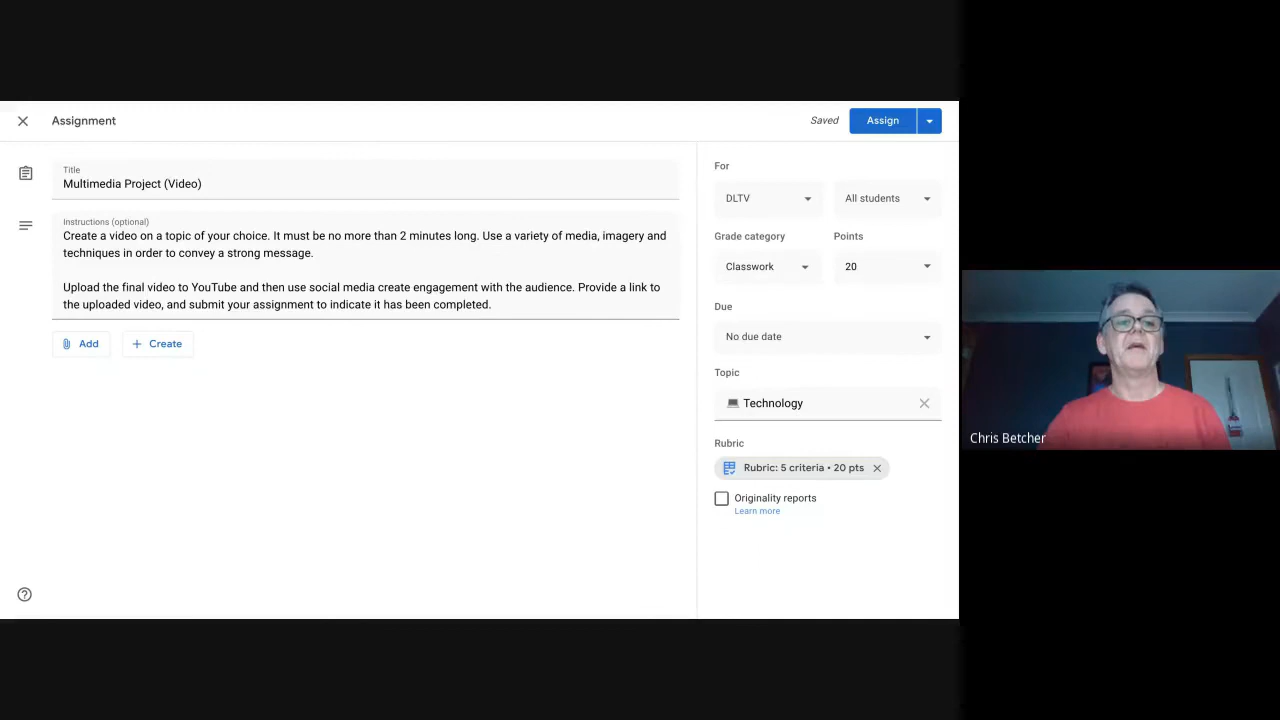 Assignment
Saved
Assign
Title
Multimedia Project (Video)
Instructions (optional)
Create a video on a topic of your choice. It must be no more than 2 minutes long. Use a variety of media, imagery and
techniques in order to convey a strong message.
Upload the final video to YouTube and then use social media create engagement with the audience. Provide a link to
the uploaded video, and submit your assignment to indicate it has been completed.
Add
Create
For
DLTV
All students
Grade category
Points
Classwork
20
Due
No due date
Topic
Technology
Rubric
Rubric: 5 criteria • 20 pts
Originality reports
Learn more
Chris Betcher